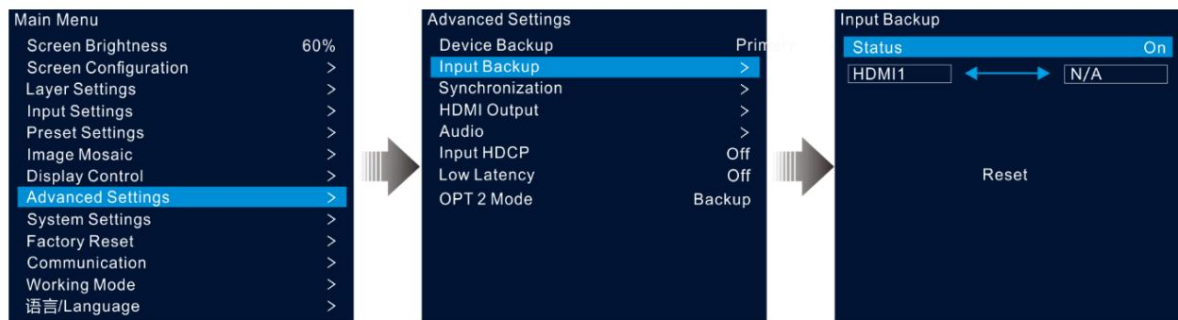 Main Menu
Screen Brightness 60%
Screen Configuration >
Layer Settings >
Input Settings >
Preset Settings >
Image Mosaic >
Display Control >
Advanced Settings >
System Settings >
Factory Reset >
Communication >
Working Mode >
语言/Language >
Advanced Settings
Device Backup Prim
Input Backup >
Synchronization >
HDMI Output >
Audio >
Input HDCP Off
Low Latency Off
OPT 2 Mode Backup
Input Backup
Status On
HDMI1 N/A
Reset